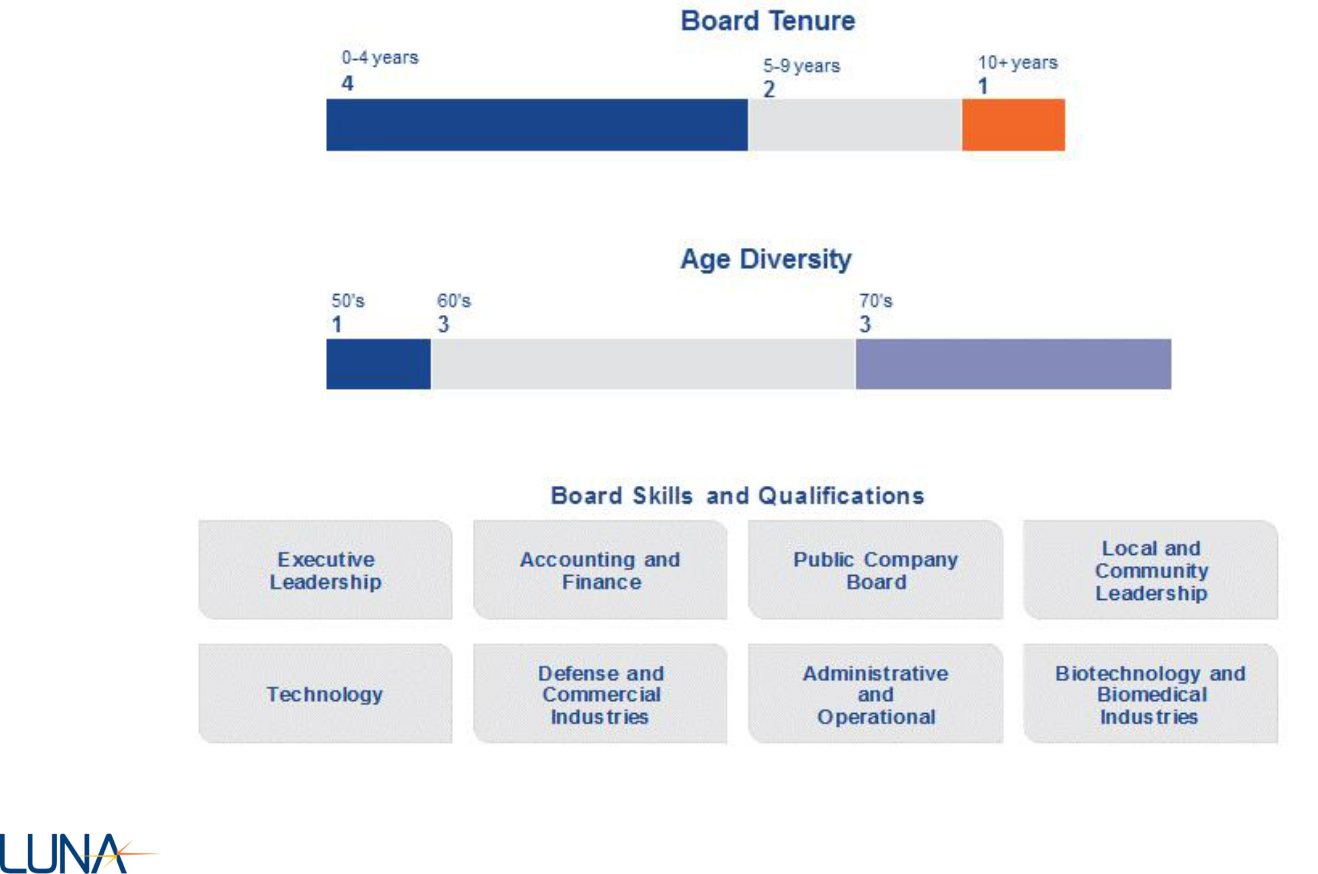 Board Tenure
0-4 years
4
5-9 years
2
10+ years
1
Age Diversity
50's
1
60's
3
70's
3
Board Skills and Qualifications
Executive
Leadership
Accounting and
Finance
Public Company
Board
Local and
Community
Leadership
Technology
Defense and
Commercial
Industries
Administrative
and
Operational
Biotechnology and
Biomedical
Industries
LUNA